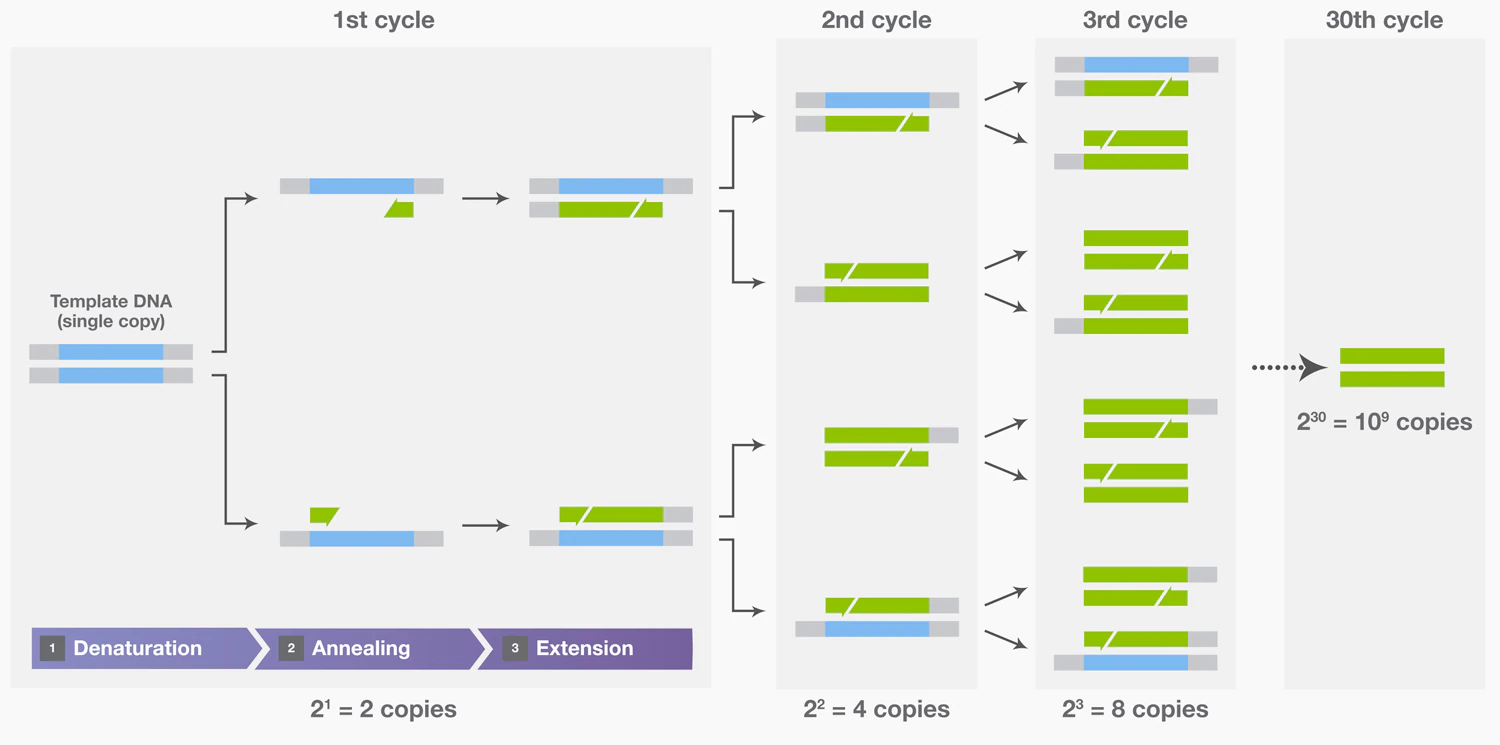 1st cycle
2nd cycle
3rd cycle
30th cycle
Template DNA
(single copy)
2³⁰ = 10⁹ copies
1 Denaturation
2 Annealing
3 Extension
2¹ = 2 copies
2² = 4 copies
2³ = 8 copies